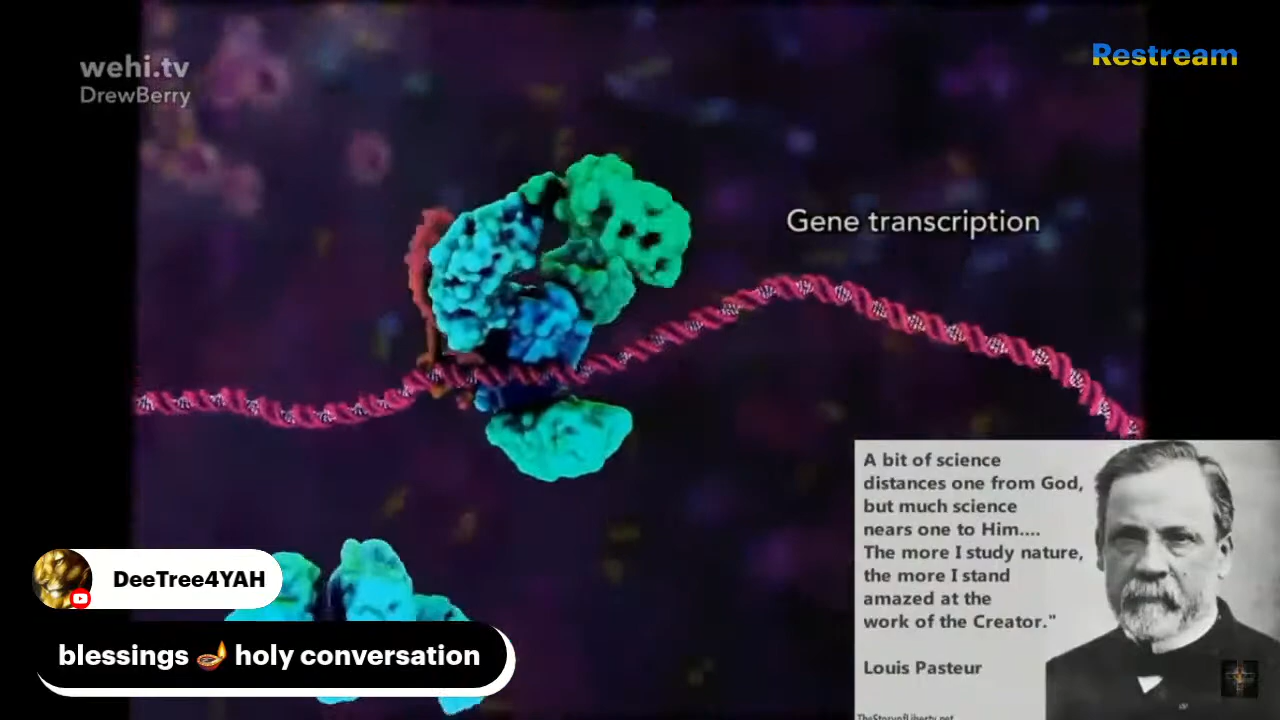 wehi.tv
DrewBerry
Restream
Gene transcription
A bit of science
distances one from God,
but much science
nears one to Him....
The more I study nature,
the more I stand
amazed at the
work of the Creator."
Louis Pasteur
TheStoryofLiberty.net
DeeTree4YAH
blessings 🪔 holy conversation